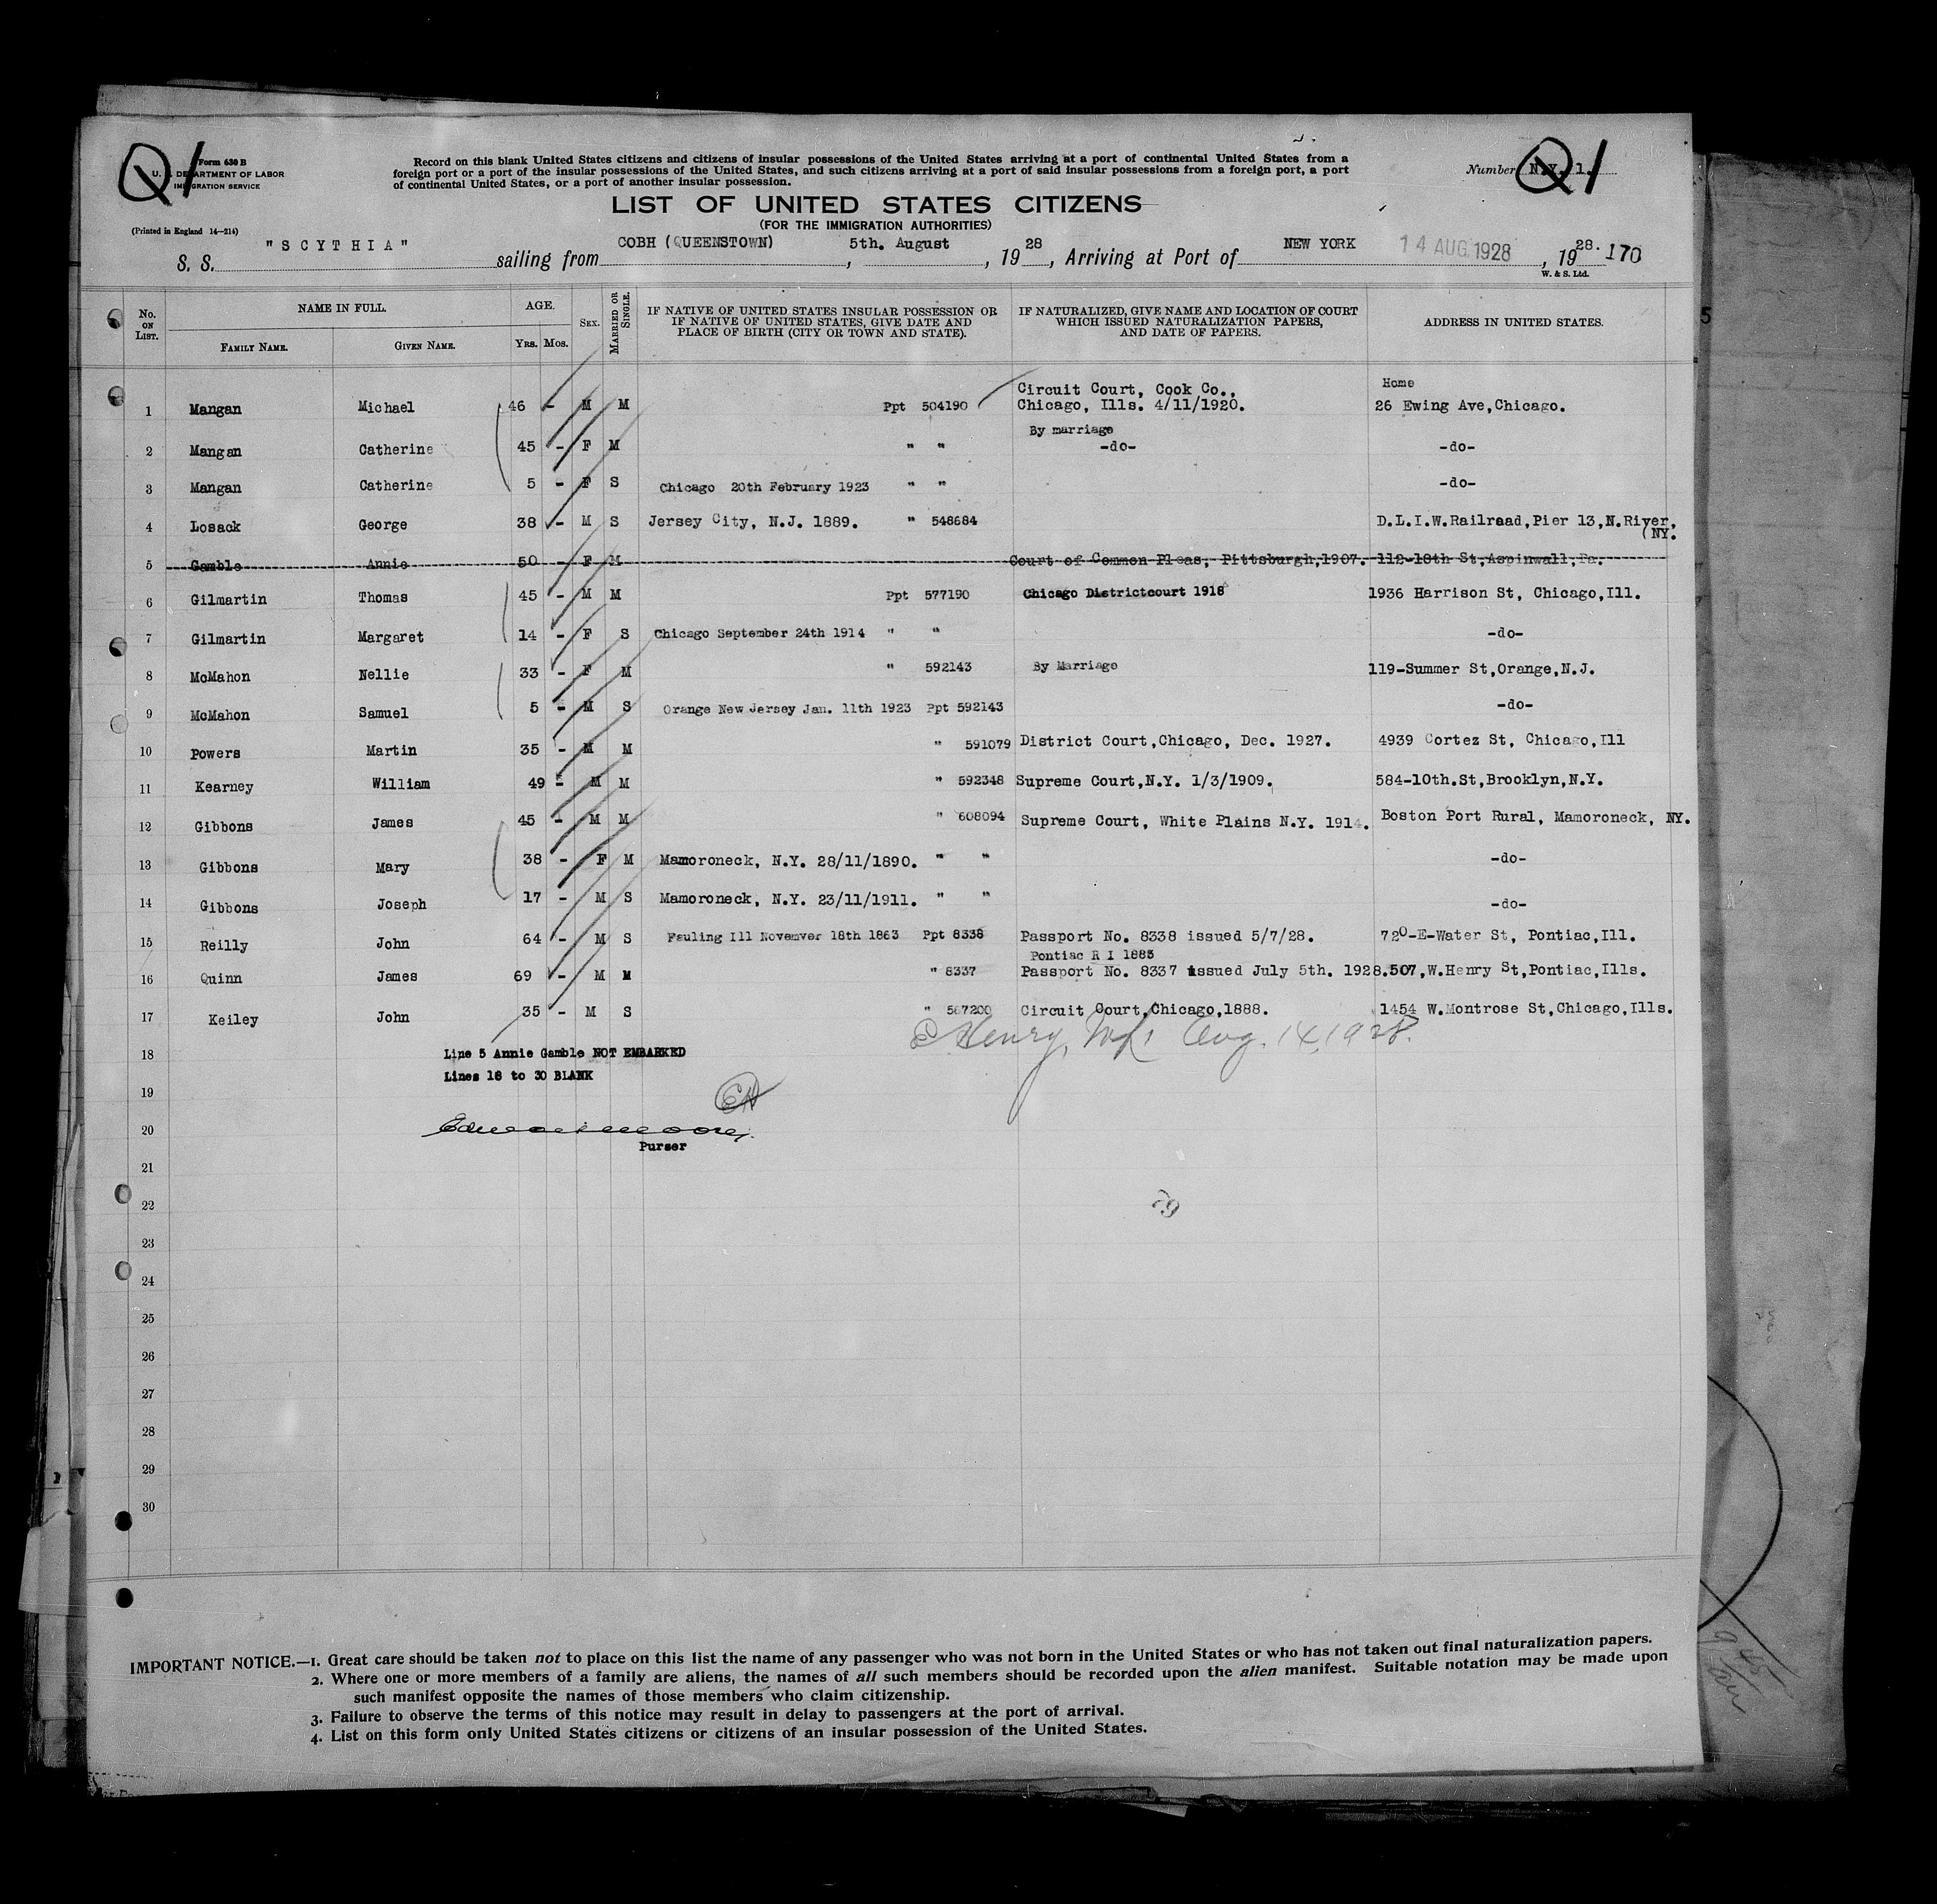 Form 630 B
U. S. DEPARTMENT OF LABOR
IMMIGRATION SERVICE
(Printed in England 14—214)
Record on this blank United States citizens and citizens of insular possessions of the United States arriving at a port of continental United States from a
foreign port or a port of the insular possessions of the United States, and such citizens arriving at a port of said insular possessions from a foreign port, a port
of continental United States, or a port of another insular possession.
Number N.Y. 1.
Q1
Q1
LIST OF UNITED STATES CITIZENS
(FOR THE IMMIGRATION AUTHORITIES)
S. S. "SCYTHIA" sailing from COBH (QUEENSTOWN), 5th. August, 1928, Arriving at Port of NEW YORK 14 AUG 1928, 1928. 170
W. & S. Ltd.
No. ON LIST. NAME IN FULL. AGE. SEX. MARRIED OR SINGLE. IF NATIVE OF UNITED STATES INSULAR POSSESSION OR IF NATIVE OF UNITED STATES, GIVE DATE AND PLACE OF BIRTH (CITY OR TOWN AND STATE). IF NATURALIZED, GIVE NAME AND LOCATION OF COURT WHICH ISSUED NATURALIZATION PAPERS, AND DATE OF PAPERS. ADDRESS IN UNITED STATES.
FAMILY NAME. GIVEN NAME. YRS. MOS.
Circuit Court, Cook Co., Home
1 Mangan Michael 46 - M M Ppt 504190 Chicago, Ills. 4/11/1920. 26 Ewing Ave,Chicago.
By marriage
2 Mangan Catherine 45 - F M " " -do- -do-
3 Mangan Catherine 5 - F S Chicago 20th February 1923 " " -do-
4 Losack George 38 - M S Jersey City, N.J. 1889. " 548684 D.L.I.W.Railroad,Pier 13,N.River,
(NY.
5 Gamble Annie 50 - F M Court of Common Pleas, Pittsburgh,1907. 112-18th St,Aspinwall,Pa.
6 Gilmartin Thomas 45 - M M Ppt 577190 Chicago Districtcourt 1918 1936 Harrison St, Chicago,Ill.
7 Gilmartin Margaret 14 - F S Chicago September 24th 1914 " " -do-
8 McMahon Nellie 33 - F M " 592143 By Marriage 119-Summer St,Orange,N.J.
9 McMahon Samuel 5 - M S Orange New Jersey Jan. 11th 1923 Ppt 592143 -do-
10 Powers Martin 35 - M M " 591079 District Court,Chicago, Dec. 1927. 4939 Cortez St, Chicago,Ill
11 Kearney William 49 - M M " 592348 Supreme Court,N.Y. 1/3/1909. 584-10th.St,Brooklyn,N.Y.
12 Gibbons James 45 - M M " 608094 Supreme Court, White Plains N.Y. 1914. Boston Port Rural, Mamoroneck, NY.
13 Gibbons Mary 38 - F M Mamoroneck, N.Y. 28/11/1890. " " -do-
14 Gibbons Joseph 17 - M S Mamoroneck, N.Y. 23/11/1911. " " -do-
15 Reilly John 64 - M S Pauling Ill Novemver 18th 1863 Ppt 8338 Passport No. 8338 issued 5/7/28. 720-E-Water St, Pontiac,Ill.
Pontiac R I 1883
16 Quinn James 69 - M M " 8337 Passport No. 8337 issued July 5th. 1928. 507,W.Henry St,Pontiac,Ills.
17 Keiley John 35 - M S " 567200 Circuit Court,Chicago,1888. 1454 W.Montrose St,Chicago,Ills.
Henry, Aug. 14, 1928.
18 Line 5 Annie Gamble NOT EMBARKED
Lines 18 to 30 BLANK
19
20
Purser
21
22
23
24
25
26
27
28
29
30
IMPORTANT NOTICE.—1. Great care should be taken not to place on this list the name of any passenger who was not born in the United States or who has not taken out final naturalization papers.
2. Where one or more members of a family are aliens, the names of all such members should be recorded upon the alien manifest. Suitable notation may be made upon
such manifest opposite the names of those members who claim citizenship.
3. Failure to observe the terms of this notice may result in delay to passengers at the port of arrival.
4. List on this form only United States citizens or citizens of an insular possession of the United States.